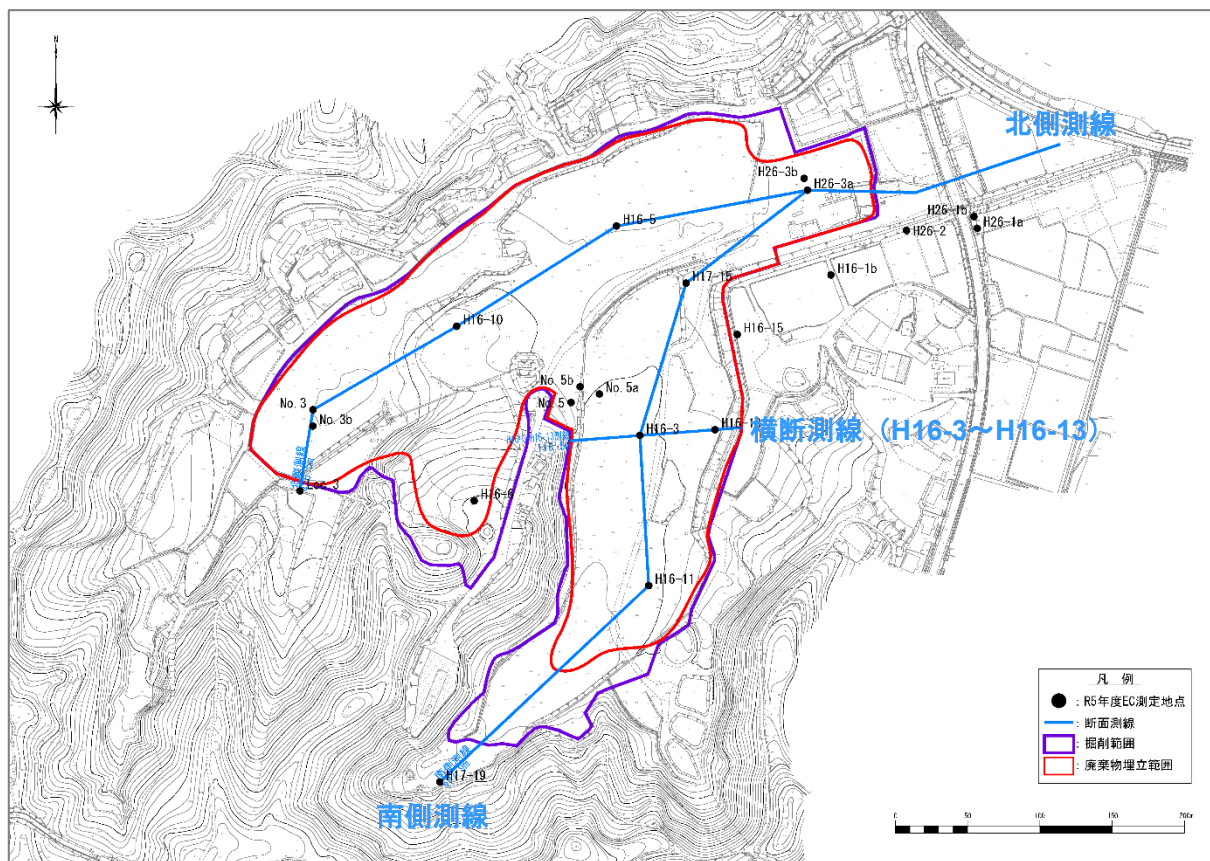 N
北側測線
H26-3b
H26-3a
H26-1b
H26-1a
H26-2
H16-5
H16-1b
H17-15
H16-15
H16-10
No. 5b
No. 5a
No. 5
No. 3
No. 3b
H16-3
横断測線（H16-3～H16-13）
Loc-3
H16-6
H16-11
H17-19
南側測線
凡 例
：R5年度EC測定地点
：断面測線
：掘削範囲
：廃棄物埋立範囲
0 50 100 150 200m